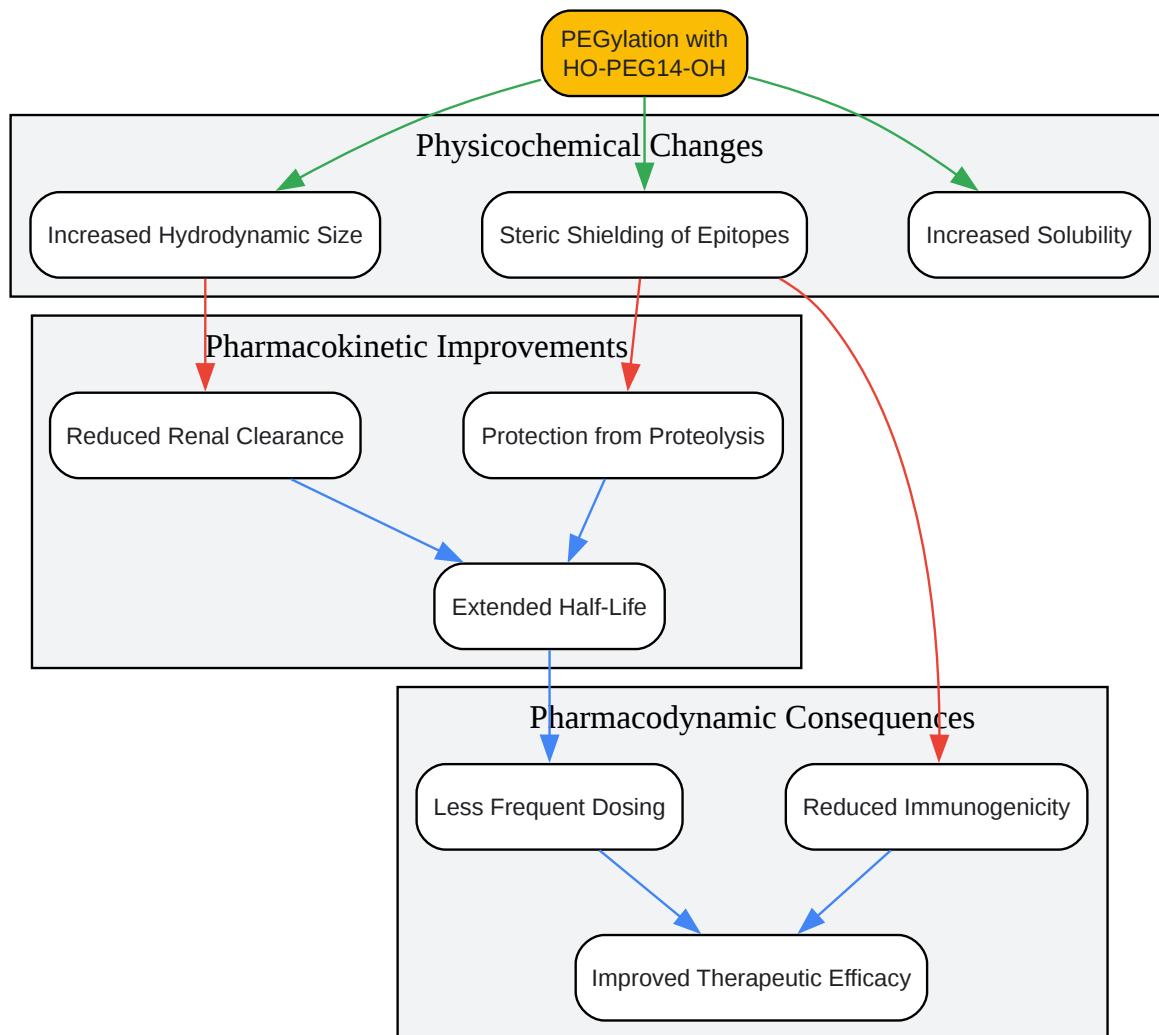 PEGylation with
HO-PEG14-OH
Physicochemical Changes
Increased Hydrodynamic Size
Steric Shielding of Epitopes
Increased Solubility
Pharmacokinetic Improvements
Reduced Renal Clearance
Protection from Proteolysis
Extended Half-Life
Pharmacodynamic Consequences
Less Frequent Dosing
Reduced Immunogenicity
Improved Therapeutic Efficacy